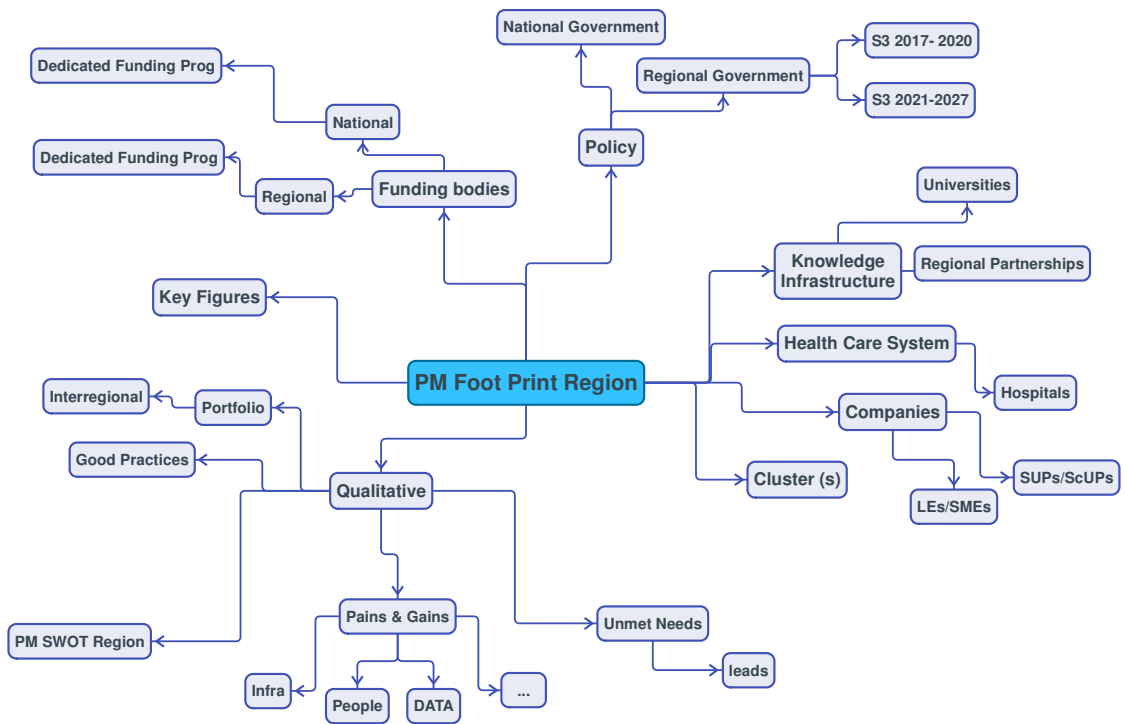 National Government
S3 2017- 2020
Dedicated Funding Prog
Regional Government
S3 2021-2027
National
Policy
Dedicated Funding Prog
Universities
Regional
Funding bodies
Knowledge
Infrastructure
Regional Partnerships
Key Figures
Health Care System
PM Foot Print Region
Hospitals
Interregional
Portfolio
Companies
Good Practices
Qualitative
Cluster (s)
SUPs/ScUPs
LEs/SMEs
Pains & Gains
Unmet Needs
PM SWOT Region
leads
Infra
People
DATA
...